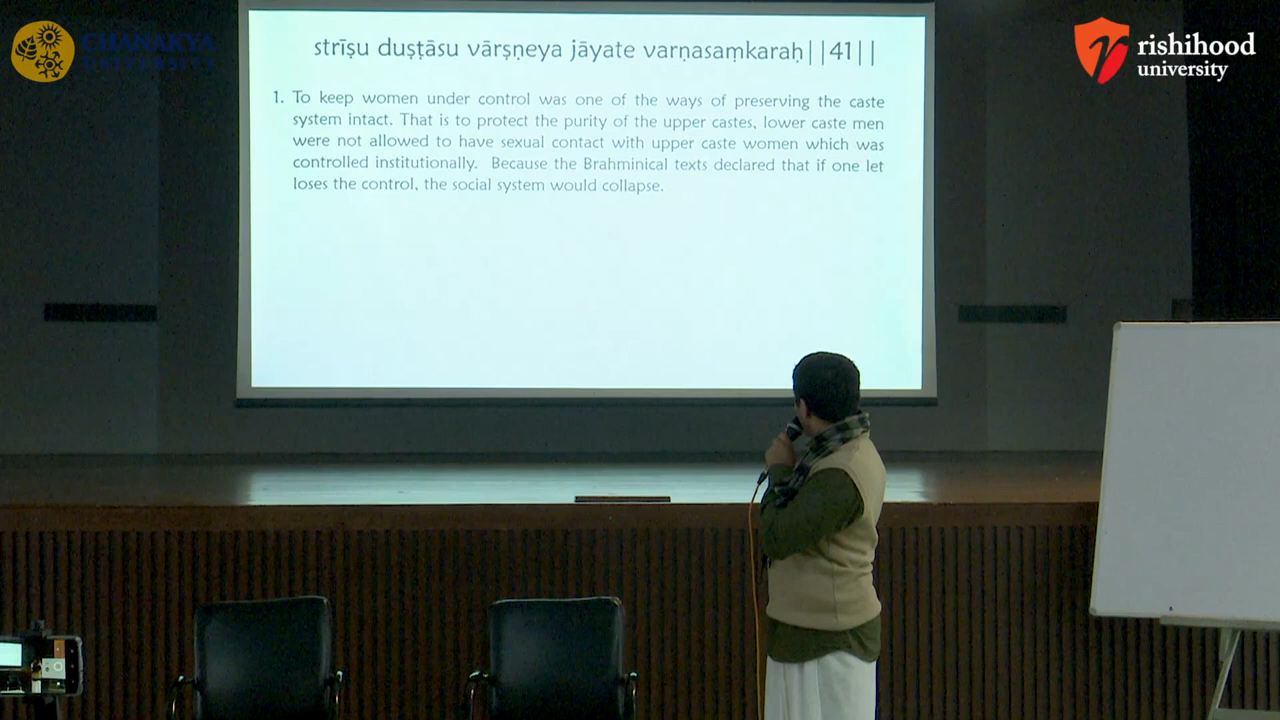 CHANAKYA
UNIVERSITY
rishihood
university
strīṣu duṣṭāsu vārṣṇeya jāyate varṇasaṃkaraḥ||41||
1. To keep women under control was one of the ways of preserving the caste
system intact. That is to protect the purity of the upper castes, lower caste men
were not allowed to have sexual contact with upper caste women which was
controlled institutionally. Because the Brahminical texts declared that if one let
loses the control, the social system would collapse.